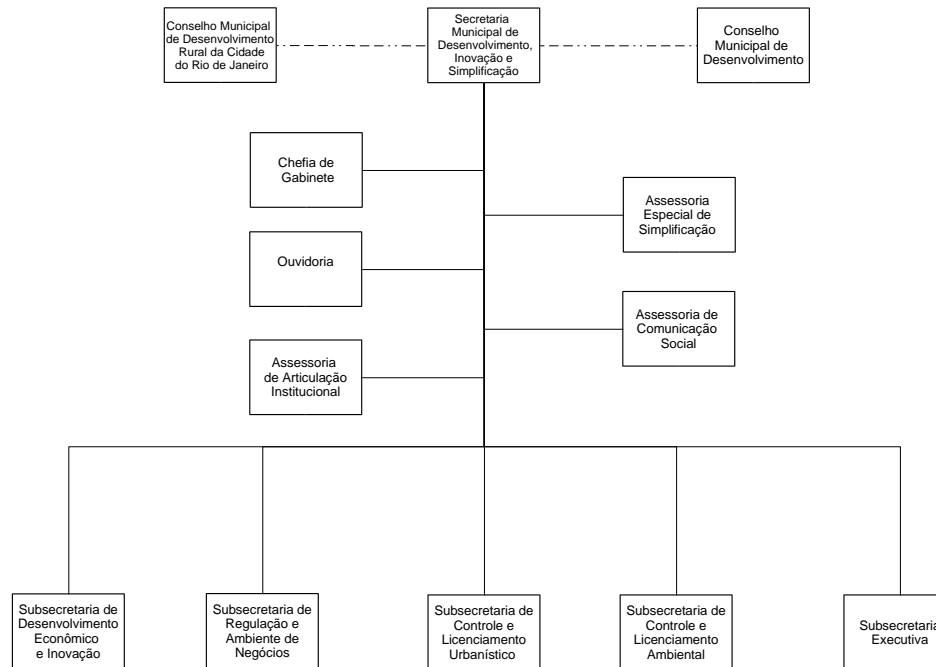 Conselho Municipal
de Desenvolvimento
Rural da Cidade
do Rio de Janeiro
Secretaria
Municipal de
Desenvolvimento,
Inovação e
Simplificação
Conselho
Municipal de
Desenvolvimento
Chefia de
Gabinete
Assessoria
Especial de
Simplificação
Ouvidoria
Assessoria de
Comunicação
Social
Assessoria
de Articulação
Institucional
Subsecretaria de
Desenvolvimento
Econômico
e Inovação
Subsecretaria de
Regulação e
Ambiente de
Negócios
Subsecretaria de
Controle e
Licenciamento
Urbanístico
Subsecretaria de
Controle e
Licenciamento
Ambiental
Subsecretaria
Executiva